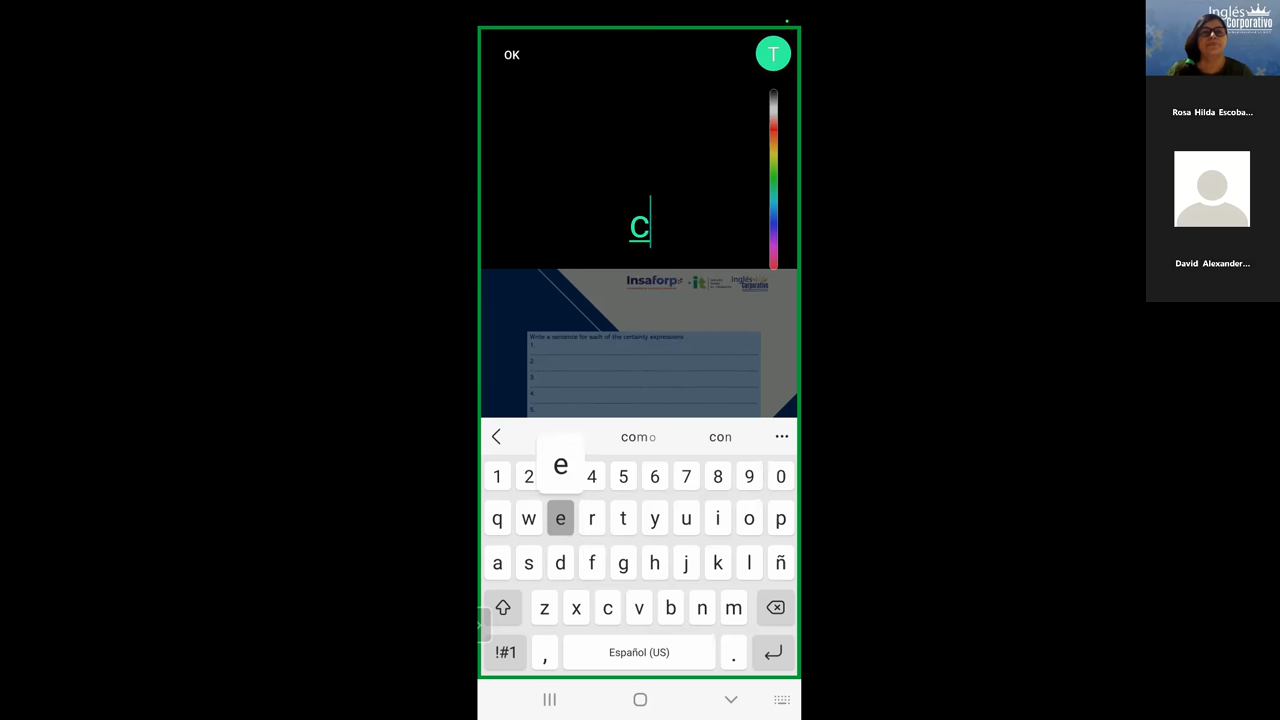 OK
T
c
Insaforp
it
Inglés
Corporativo
Write a sentence for each of the certainty expressions
1.
2.
3.
4.
5.
como
con
e
1 2 4 5 6 7 8 9 0
q w e r t y u i o p
a s d f g h j k l ñ
z x c v b n m
!#1 , Español (US) .
Inglés
Corporativo
Rosa Hilda Escoba...
David Alexander...